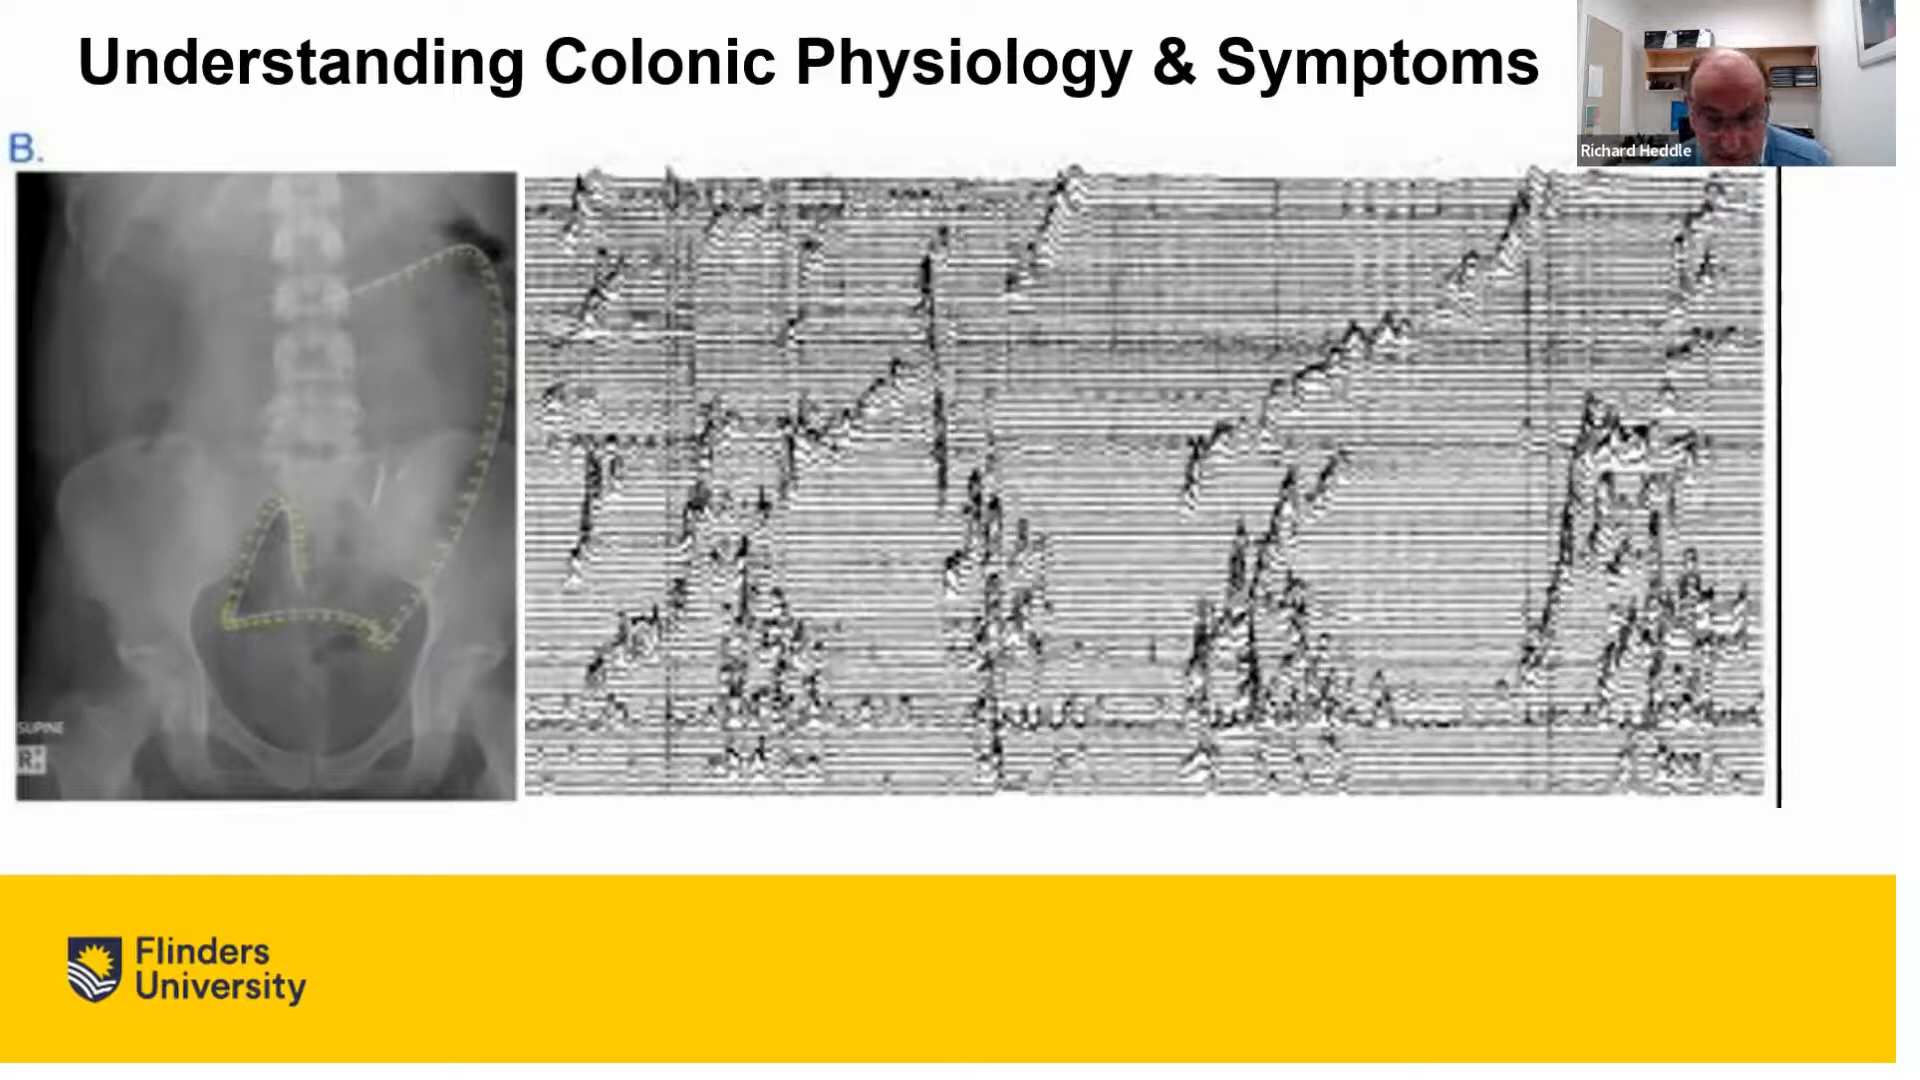 Understanding Colonic Physiology & Symptoms
Richard Heddle
B.
SUPINE
R
Flinders
University